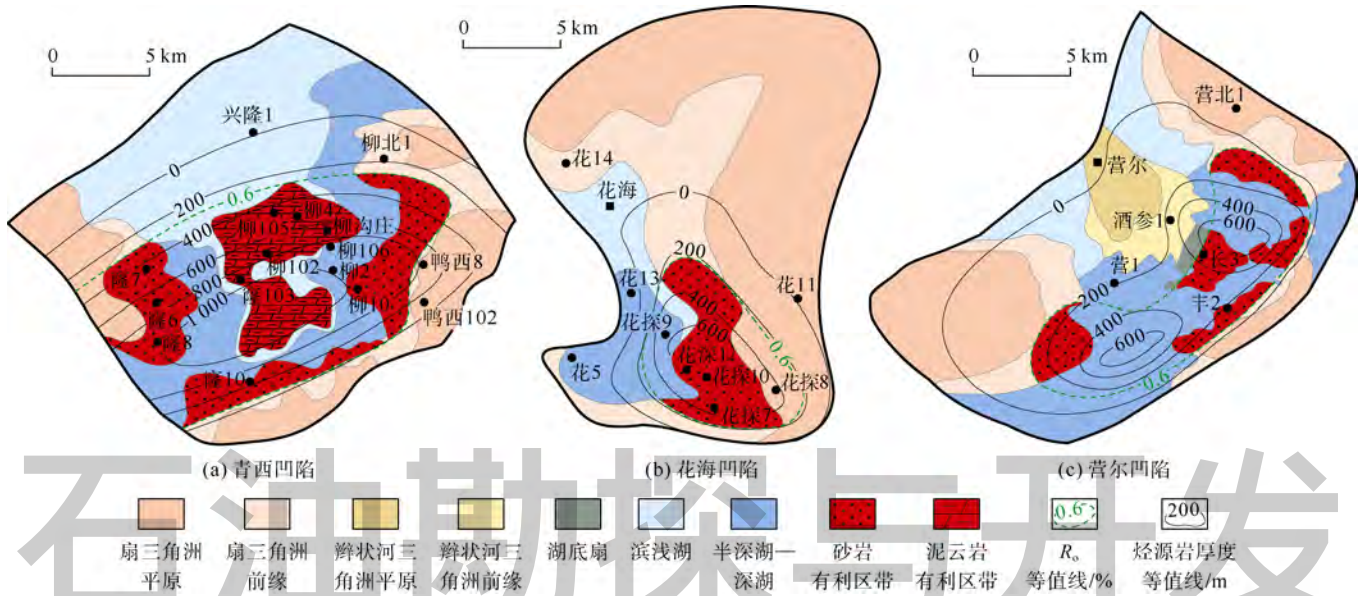 0 5 km
兴隆1
柳北1
0
200
0.6
400
柳4
柳105
柳沟庄
600
柳106
柳102
鸭西8
隆7
800
柳2
隆103
柳10
1 000
隆6
鸭西102
隆8
隆10
(a) 青西凹陷
0 5 km
花14
花海
0
200
花13
花11
400
花探9
600
0.6
花深11
花探10
花5
花探8
花探7
(b) 花海凹陷
0 5 km
营北1
营尔
0
酒参1
400
600
长3
营1
200
丰2
400
600
0.6
(c) 营尔凹陷
石油勘探与开发
0.6
200
扇三角洲 扇三角洲 辫状河三 辫状河三 湖底扇 滨浅湖 半深湖— 砂岩 泥云岩 Ro 烃源岩厚度
平原 前缘 角洲平原 角洲前缘 深湖 有利区带 有利区带 等值线/% 等值线/m